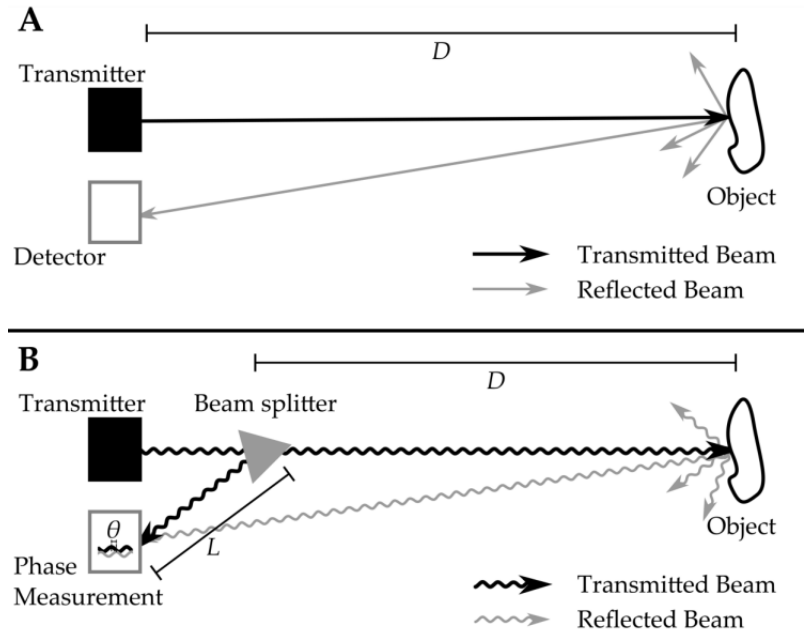 A
D
Transmitter
Object
Detector
Transmitted Beam
Reflected Beam
B
D
Transmitter
Beam splitter
θ
L
Object
Phase
Measurement
Transmitted Beam
Reflected Beam